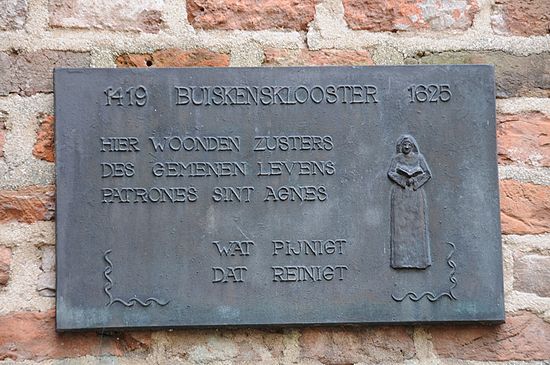 1419 BUISKENSKLOOSTER 1625
HIER WOONDEN ZUSTERS
DES GEMENEN LEVENS
PATRONES SINT AGNES
WAT PIJNIGT
DAT REINIGT